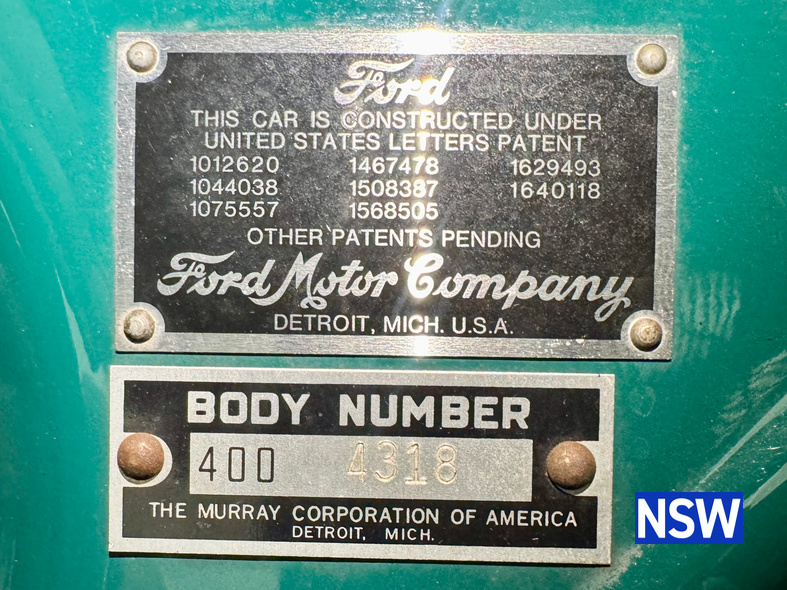 Ford
THIS CAR IS CONSTRUCTED UNDER
UNITED STATES LETTERS PATENT
1012620 1467478 1629493
1044038 1508387 1640118
1075557 1568505
OTHER PATENTS PENDING
Ford Motor Company
DETROIT, MICH. U.S.A.
BODY NUMBER
400 4318
THE MURRAY CORPORATION OF AMERICA
DETROIT, MICH.
NSW